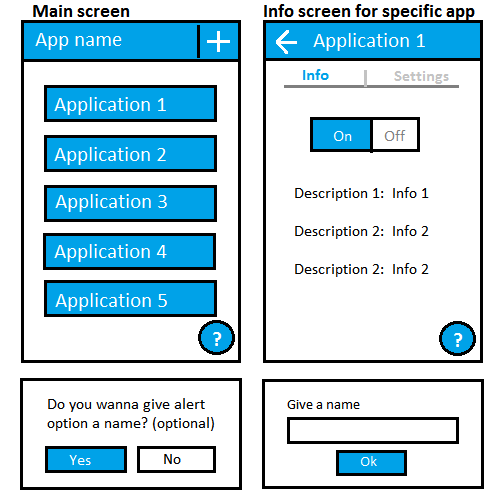 Main screen
App name
Application 1
Application 2
Application 3
Application 4
Application 5
?
Do you wanna give alert
option a name? (optional)
Yes No
Info screen for specific app
Application 1
Info Settings
On Off
Description 1: Info 1
Description 2: Info 2
Description 2: Info 2
?
Give a name
Ok